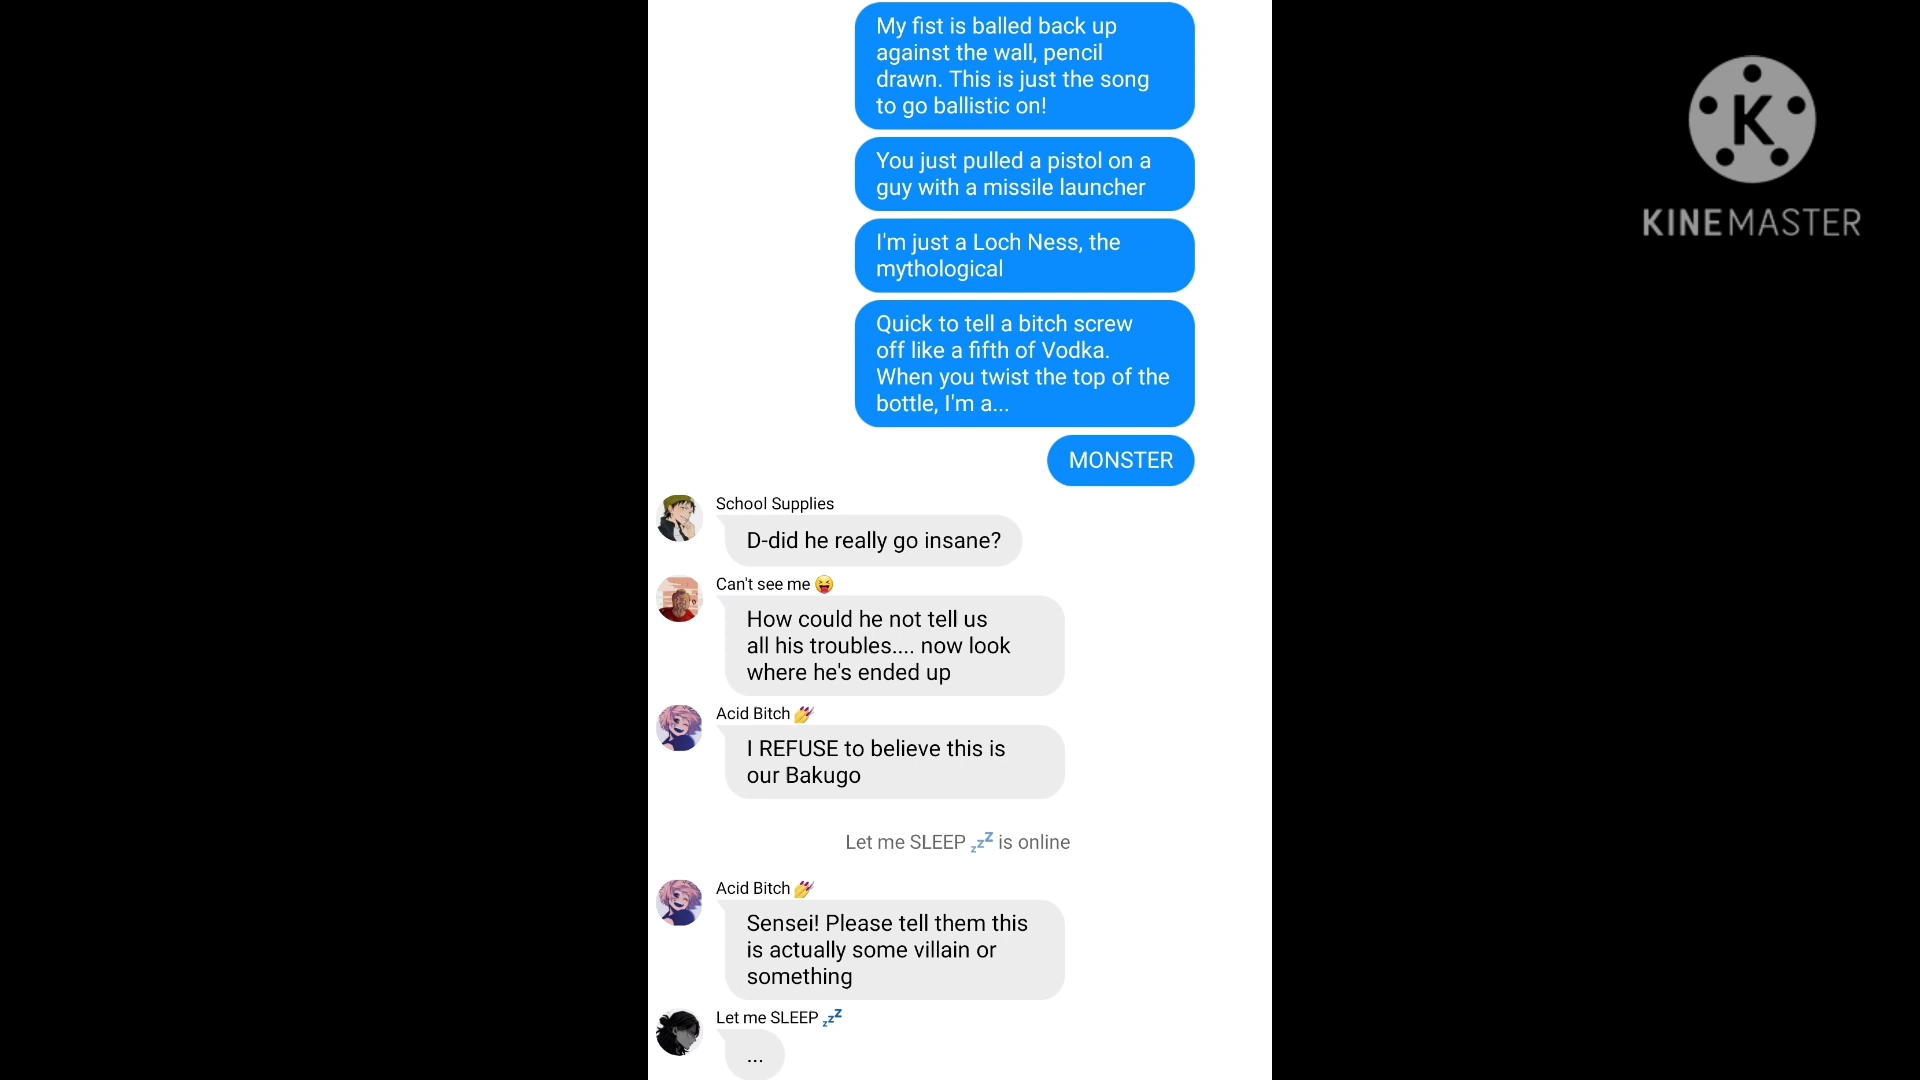 My fist is balled back up
against the wall, pencil
drawn. This is just the song
to go ballistic on!
You just pulled a pistol on a
guy with a missile launcher
I'm just a Loch Ness, the
mythological
Quick to tell a bitch screw
off like a fifth of Vodka.
When you twist the top of the
bottle, I'm a...
MONSTER
School Supplies
D-did he really go insane?
Can't see me 😝
How could he not tell us
all his troubles.... now look
where he's ended up
Acid Bitch 💅
I REFUSE to believe this is
our Bakugo
Let me SLEEP 💤 is online
Acid Bitch 💅
Sensei! Please tell them this
is actually some villain or
something
Let me SLEEP 💤
...
K
KINEMASTER